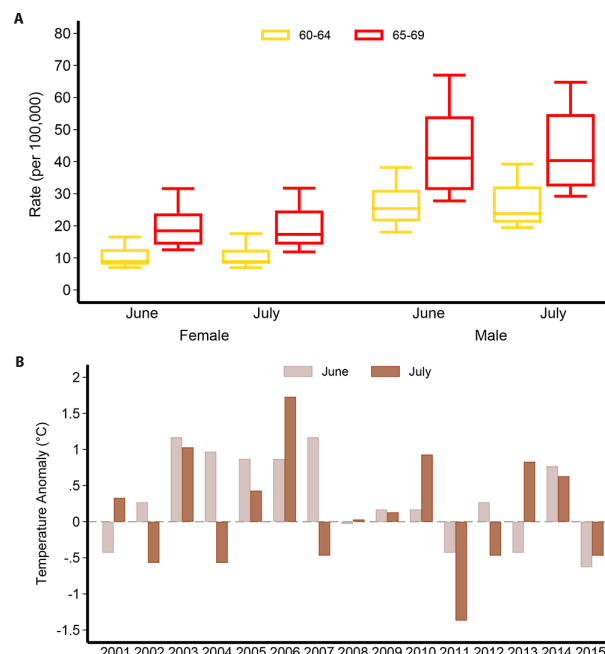 A
60-64 65-69
80
70
60
50
40
30
20
10
0
Rate (per 100,000)
June July June July
Female Male
B
June July
2
1.5
1
.5
0
-.5
-1
-1.5
Temperature Anomaly (°C)
2001 2002 2003 2004 2005 2006 2007 2008 2009 2010 2011 2012 2013 2014 2015